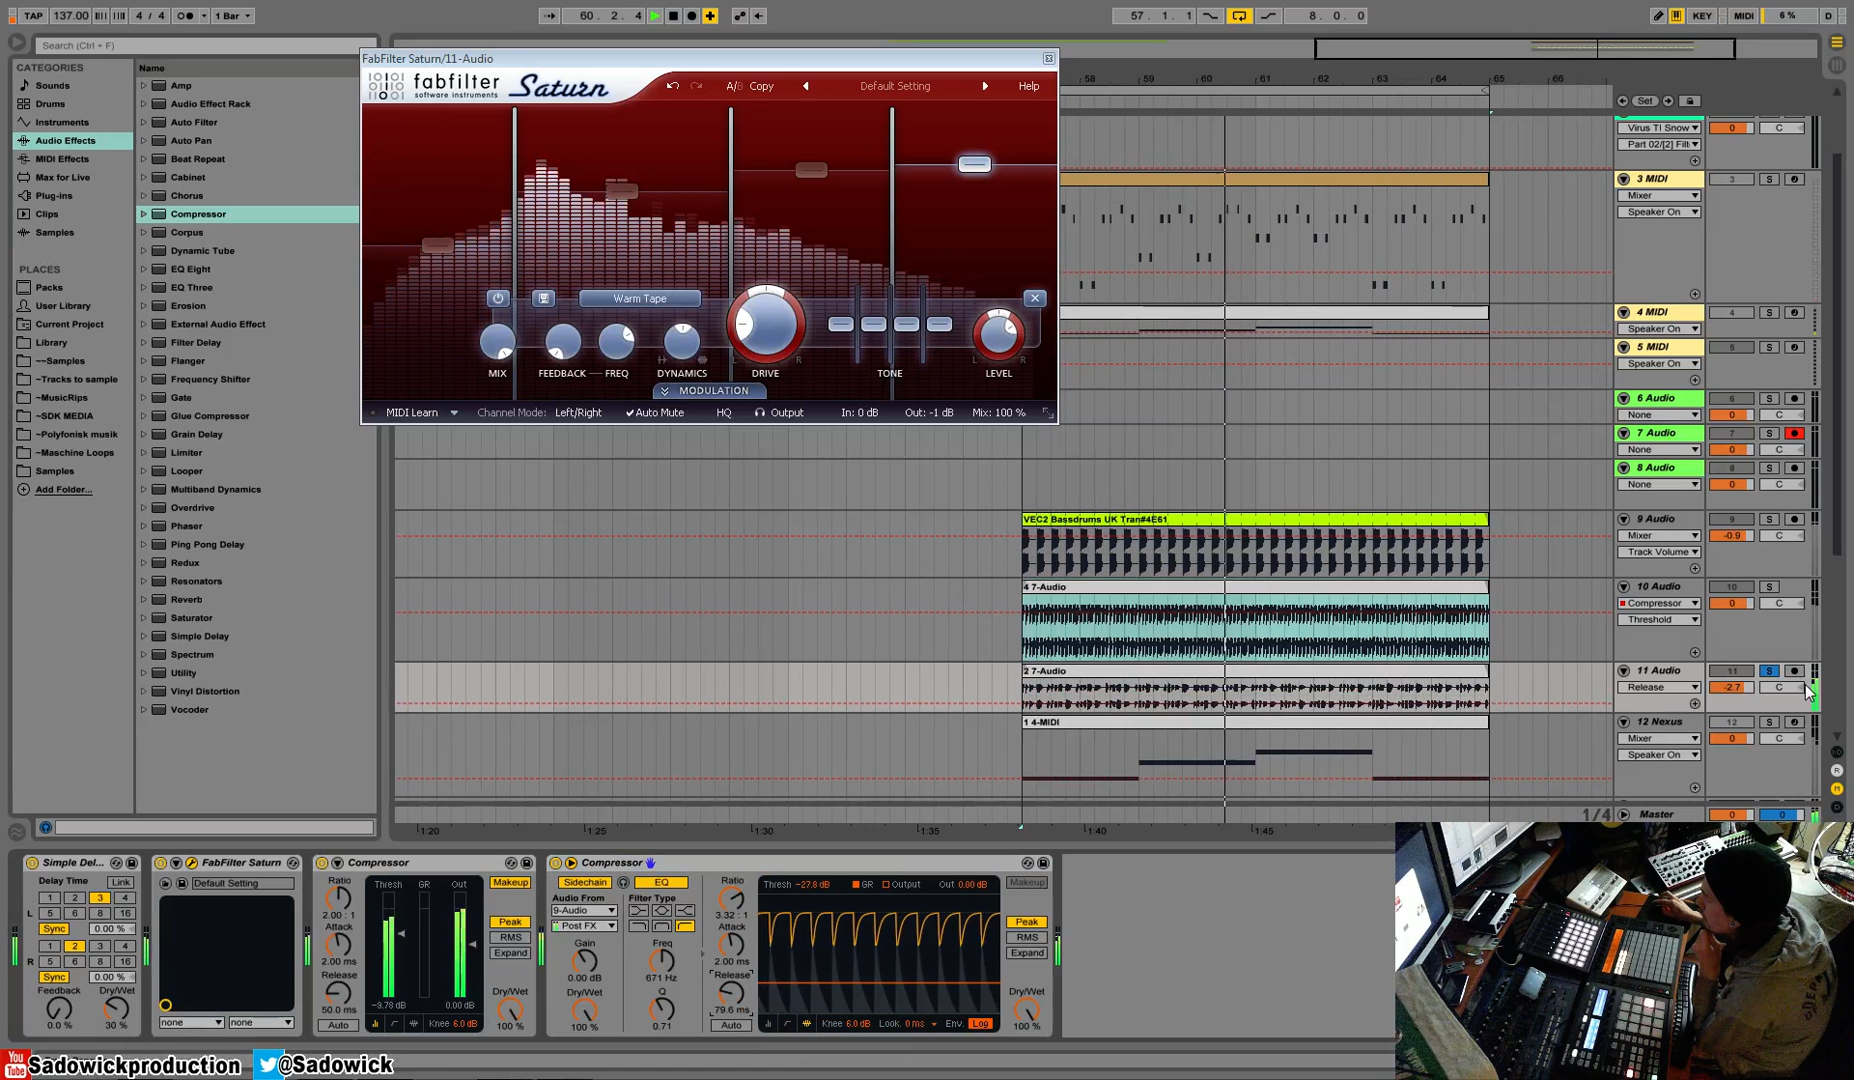 TAP 137.00 4 / 4 1 Bar
60. 2. 4
57. 1. 1 8. 0. 0
KEY MIDI 6 % D
Search (Ctrl + F)
CATEGORIES
Sounds
Drums
Instruments
Audio Effects
MIDI Effects
Max for Live
Plug-ins
Clips
Samples
PLACES
Packs
User Library
Current Project
Library
~~Samples
~Tracks to sample
~MusicRips
~SDK MEDIA
~Polyfonisk musik
~Maschine Loops
Samples
Add Folder...
Name
Amp
Audio Effect Rack
Auto Filter
Auto Pan
Beat Repeat
Cabinet
Chorus
Compressor
Corpus
Dynamic Tube
EQ Eight
EQ Three
Erosion
External Audio Effect
Filter Delay
Flanger
Frequency Shifter
Gate
Glue Compressor
Grain Delay
Limiter
Looper
Multiband Dynamics
Overdrive
Phaser
Ping Pong Delay
Redux
Resonators
Reverb
Saturator
Simple Delay
Spectrum
Utility
Vinyl Distortion
Vocoder
FabFilter Saturn/11-Audio
fabfilter
software instruments
Saturn
A/B Copy Default Setting Help
Warm Tape
L R L R
MIX FEEDBACK FREQ DYNAMICS DRIVE TONE LEVEL
MODULATION
MIDI Learn Channel Mode: Left/Right Auto Mute HQ Output In: 0 dB Out: -1 dB Mix: 100 %
58 59 60 61 62 63 64 65 66
Set
Virus TI Snow 0 C
Part 02/[2] Filt
3 MIDI 3 S
Mixer
Speaker On
4 MIDI 4 S
Speaker On
5 MIDI 5 S
Speaker On
6 Audio 6 S
None 0 C
7 Audio 7 S
None 0 C
8 Audio 8 S
None 0 C
VEC2 Bassdrums UK Tran#4E61
9 Audio 9 S
Mixer -0.9 C
Track Volume
4 7-Audio
10 Audio 10 S
Compressor 0 C
Threshold
2 7-Audio
11 Audio 11 S
Release -2.7 C
1 4-MIDI
12 Nexus 12 S
Mixer 0 C
Speaker On
1/4 Master 0 0
1:20 1:25 1:30 1:35 1:40 1:45
Simple Del...
Delay Time Link
1 2 3 4
L
5 6 8 16
Sync 0.00 %
1 2 3 4
R
5 6 8 16
Sync 0.00 %
Feedback Dry/Wet
0.0 % 30 %
FabFilter Saturn
Default Setting
none none
Compressor
Ratio Thresh GR Out Makeup
2.00 : 1
Attack Peak
RMS
2.00 ms Expand
Release
Dry/Wet
50.0 ms -9.78 dB 0.00 dB
Auto Knee 6.0 dB 100 %
Compressor
Sidechain EQ
Audio From Filter Type
9-Audio
Post FX
Gain Freq
0.00 dB 671 Hz
Dry/Wet Q
100 % 0.71
Ratio
3.32 : 1
Attack
2.00 ms
Release
79.6 ms
Auto
Thresh -27.8 dB GR Output Out 0.00 dB Makeup
Peak
RMS
Expand
Dry/Wet
100 %
Knee 6.0 dB Look. 0 ms Env. Log
You Tube Sadowickproduction @Sadowick